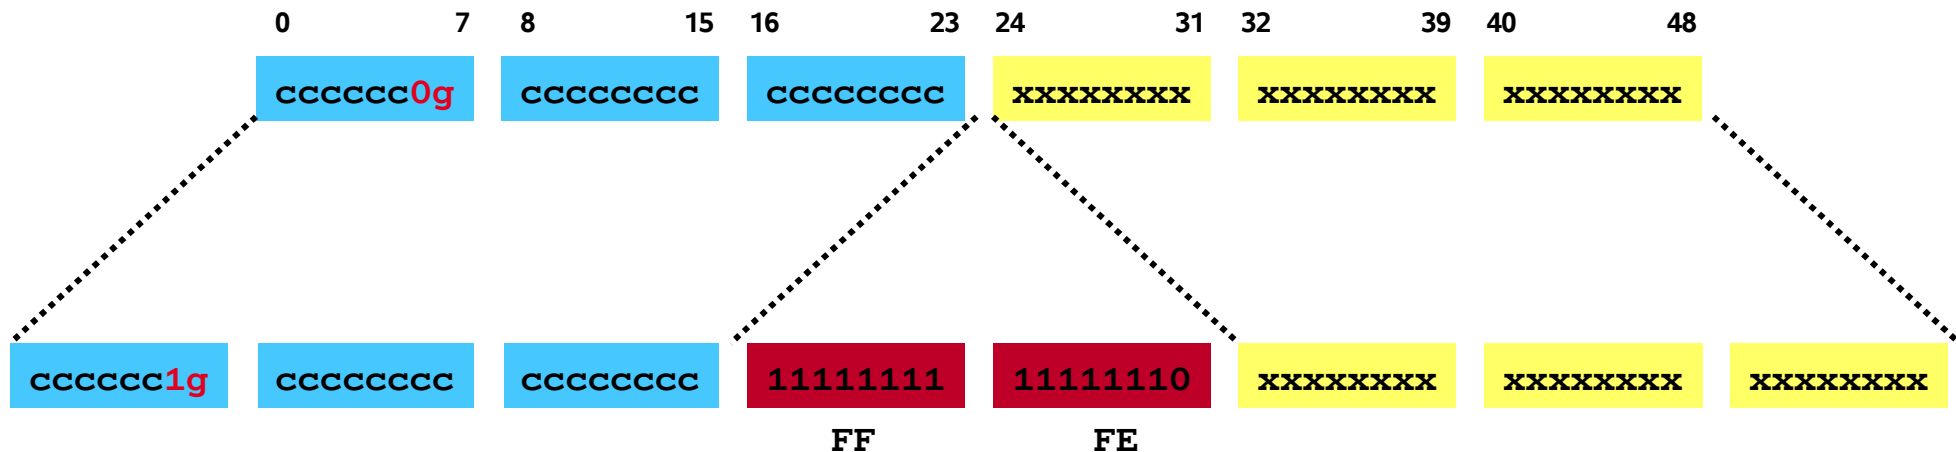 0 7 8 15 16 23 24 31 32 39 40 48
cccccc0g cccccccc cccccccc xxxxxxxx xxxxxxxx xxxxxxxx
cccccc1g cccccccc cccccccc 11111111 11111110 xxxxxxxx xxxxxxxx xxxxxxxx
FF FE